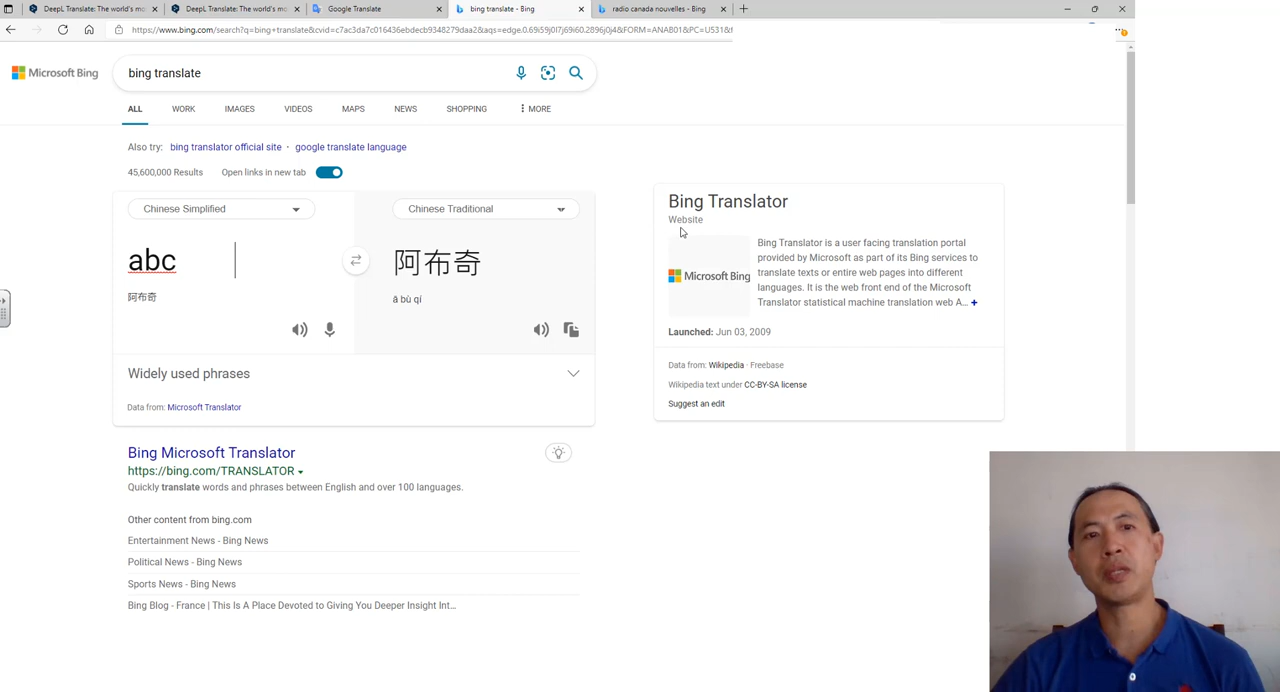 DeepL Translate: The world's mo
DeepL Translate: The world's mo
Google Translate
bing translate - Bing
radio canada nouvelles - Bing
Microsoft Bing
bing translate
ALL
WORK
IMAGES
VIDEOS
MAPS
NEWS
SHOPPING
MORE
Also try: bing translator official site · google translate language
45,600,000 Results
Open links in new tab
Chinese Simplified
Chinese Traditional
abc
阿布奇
阿布奇
ā bù qí
Widely used phrases
Data from: Microsoft Translator
Bing Microsoft Translator
https://bing.com/TRANSLATOR
Quickly translate words and phrases between English and over 100 languages.
Other content from bing.com
Entertainment News - Bing News
Political News - Bing News
Sports News - Bing News
Bing Blog - France | This Is A Place Devoted to Giving You Deeper Insight Int...
Bing Translator
Website
Microsoft Bing
Bing Translator is a user facing translation portal
provided by Microsoft as part of its Bing services to
translate texts or entire web pages into different
languages. It is the web front end of the Microsoft
Translator statistical machine translation web A... +
Launched: Jun 03, 2009
Data from: Wikipedia · Freebase
Wikipedia text under CC-BY-SA license
Suggest an edit